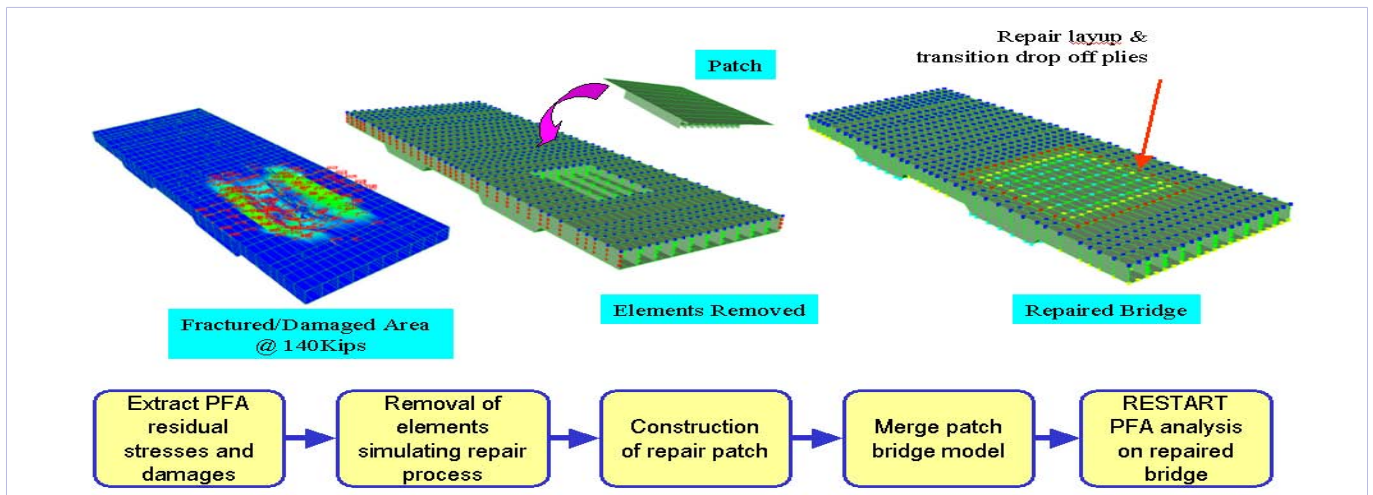 Repair layup &
transition drop off plies
Patch
Fractured/Damaged Area
@ 140Kips
Elements Removed
Repaired Bridge
Extract PFA
residual
stresses and
damages
Removal of
elements
simulating repair
process
Construction
of repair patch
Merge patch
bridge model
RESTART
PFA analysis
on repaired
bridge